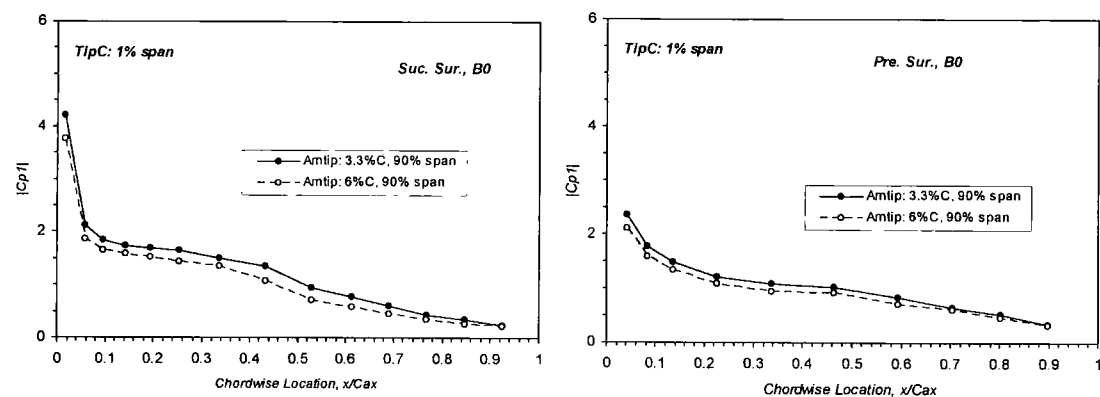 6
TipC: 1% span
Suc. Sur., B0
4
|Cp1|
Amtip: 3.3%C, 90% span
Amtip: 6%C, 90% span
2
0
0 0.1 0.2 0.3 0.4 0.5 0.6 0.7 0.8 0.9 1
Chordwise Location, x/Cax
6
TipC: 1% span
Pre. Sur., B0
4
|Cp1|
Amtip: 3.3%C, 90% span
Amtip: 6%C, 90% span
2
0
0 0.1 0.2 0.3 0.4 0.5 0.6 0.7 0.8 0.9 1
Chordwise Location, x/Cax